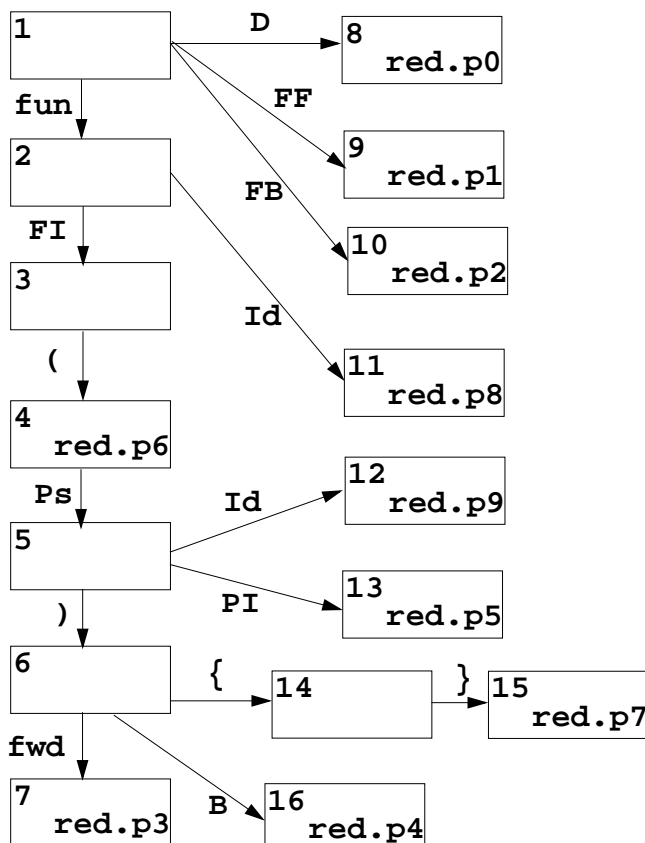 1
D
8
red.p0
fun
FF
9
red.p1
2
FB
10
red.p2
FI
3
Id
(
11
red.p8
4
red.p6
Ps
Id
12
red.p9
5
PI
13
red.p5
)
6
{
14
}
15
red.p7
fwd
B
7
red.p3
16
red.p4